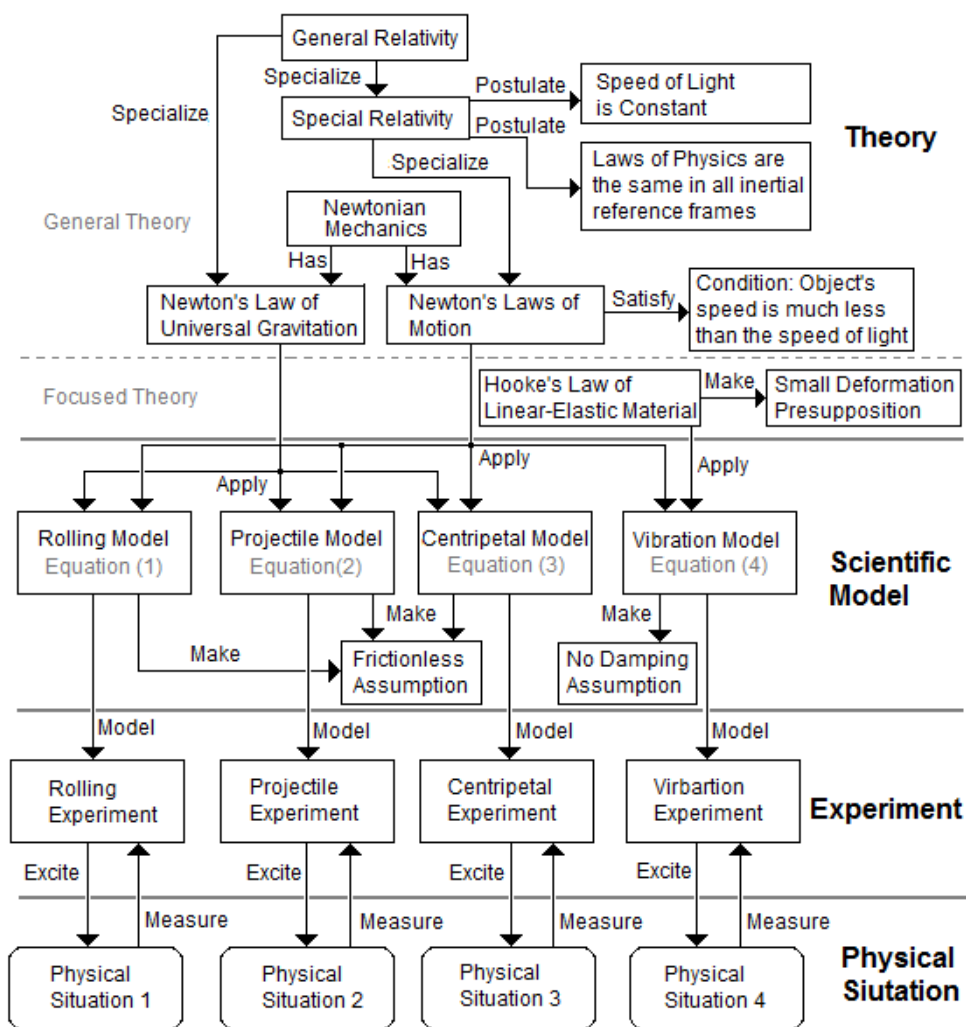 General Relativity
Specialize
Postulate
Speed of Light
is Constant
Specialize
Special Relativity
Postulate
Theory
Specialize
Laws of Physics are
the same in all inertial
reference frames
General Theory
Newtonian
Mechanics
Has
Has
Newton's Law of
Universal Gravitation
Newton's Laws of
Motion
Satisfy
Condition: Object's
speed is much less
than the speed of light
Focused Theory
Hooke's Law of
Linear-Elastic Material
Make
Small Deformation
Presupposition
Apply
Apply
Apply
Rolling Model
Equation (1)
Projectile Model
Equation(2)
Centripetal Model
Equation (3)
Vibration Model
Equation (4)
Scientific
Model
Make
Make
Make
Frictionless
Assumption
No Damping
Assumption
Model
Model
Model
Model
Rolling
Experiment
Projectile
Experiment
Centripetal
Experiment
Virbartion
Experiment
Experiment
Excite
Excite
Excite
Excite
Measure
Measure
Measure
Measure
Physical
Situation 1
Physical
Situation 2
Physical
Situation 3
Physical
Situation 4
Physical
Siutation